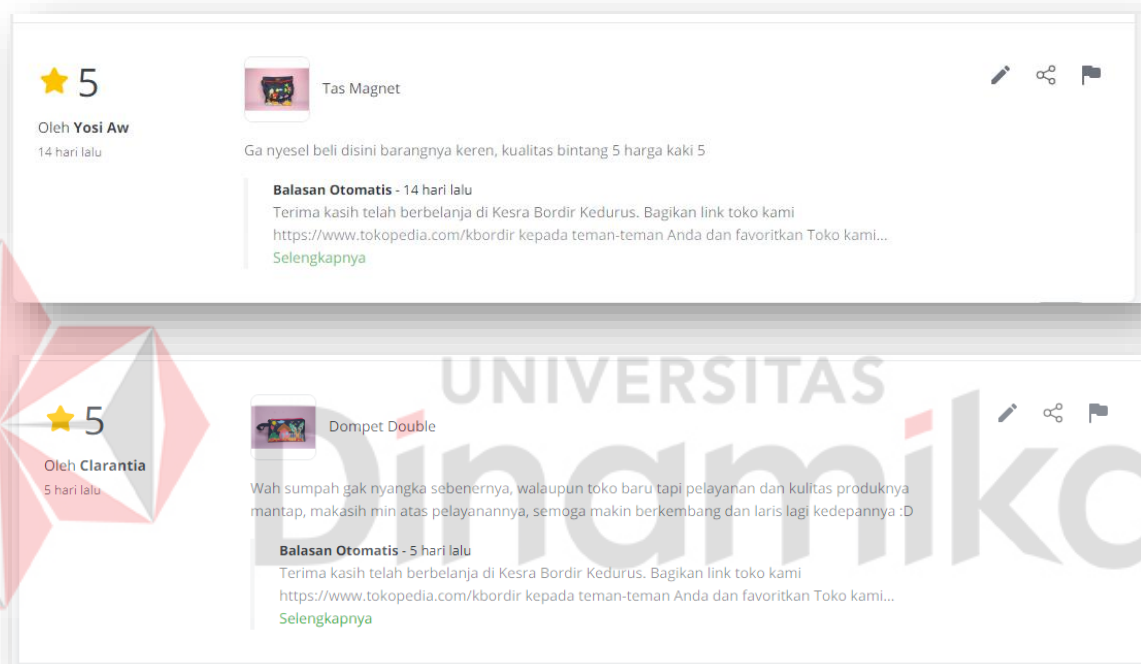 5
Tas Magnet
Oleh Yosi Aw
14 hari lalu
Ga nyesel beli disini barangnya keren, kualitas bintang 5 harga kaki 5
Balasan Otomatis - 14 hari lalu
Terima kasih telah berbelanja di Kesra Bordir Kedurus. Bagikan link toko kami
https://www.tokopedia.com/kbordir kepada teman-teman Anda dan favoritkan Toko kami...
Selengkapnya
UNIVERSITAS
Dinamika
5
Dompet Double
Oleh Clarantia
5 hari lalu
Wah sumpah gak nyangka sebenernya, walaupun toko baru tapi pelayanan dan kulitas produknya
mantap, makasih min atas pelayanannya, semoga makin berkembang dan laris lagi kedepannya :D
Balasan Otomatis - 5 hari lalu
Terima kasih telah berbelanja di Kesra Bordir Kedurus. Bagikan link toko kami
https://www.tokopedia.com/kbordir kepada teman-teman Anda dan favoritkan Toko kami...
Selengkapnya